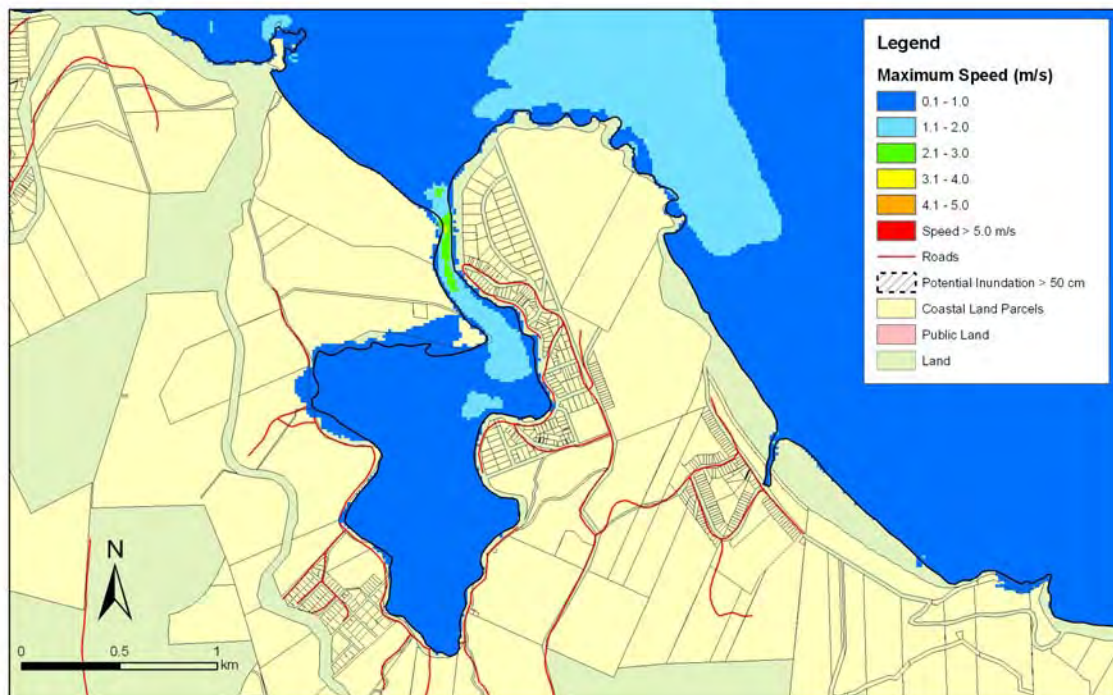 Legend
Maximum Speed (m/s)
0.1 - 1.0
1.1 - 2.0
2.1 - 3.0
3.1 - 4.0
4.1 - 5.0
Speed > 5.0 m/s
Roads
Potential Inundation > 50 cm
Coastal Land Parcels
Public Land
Land
N
0 0.5 1
km